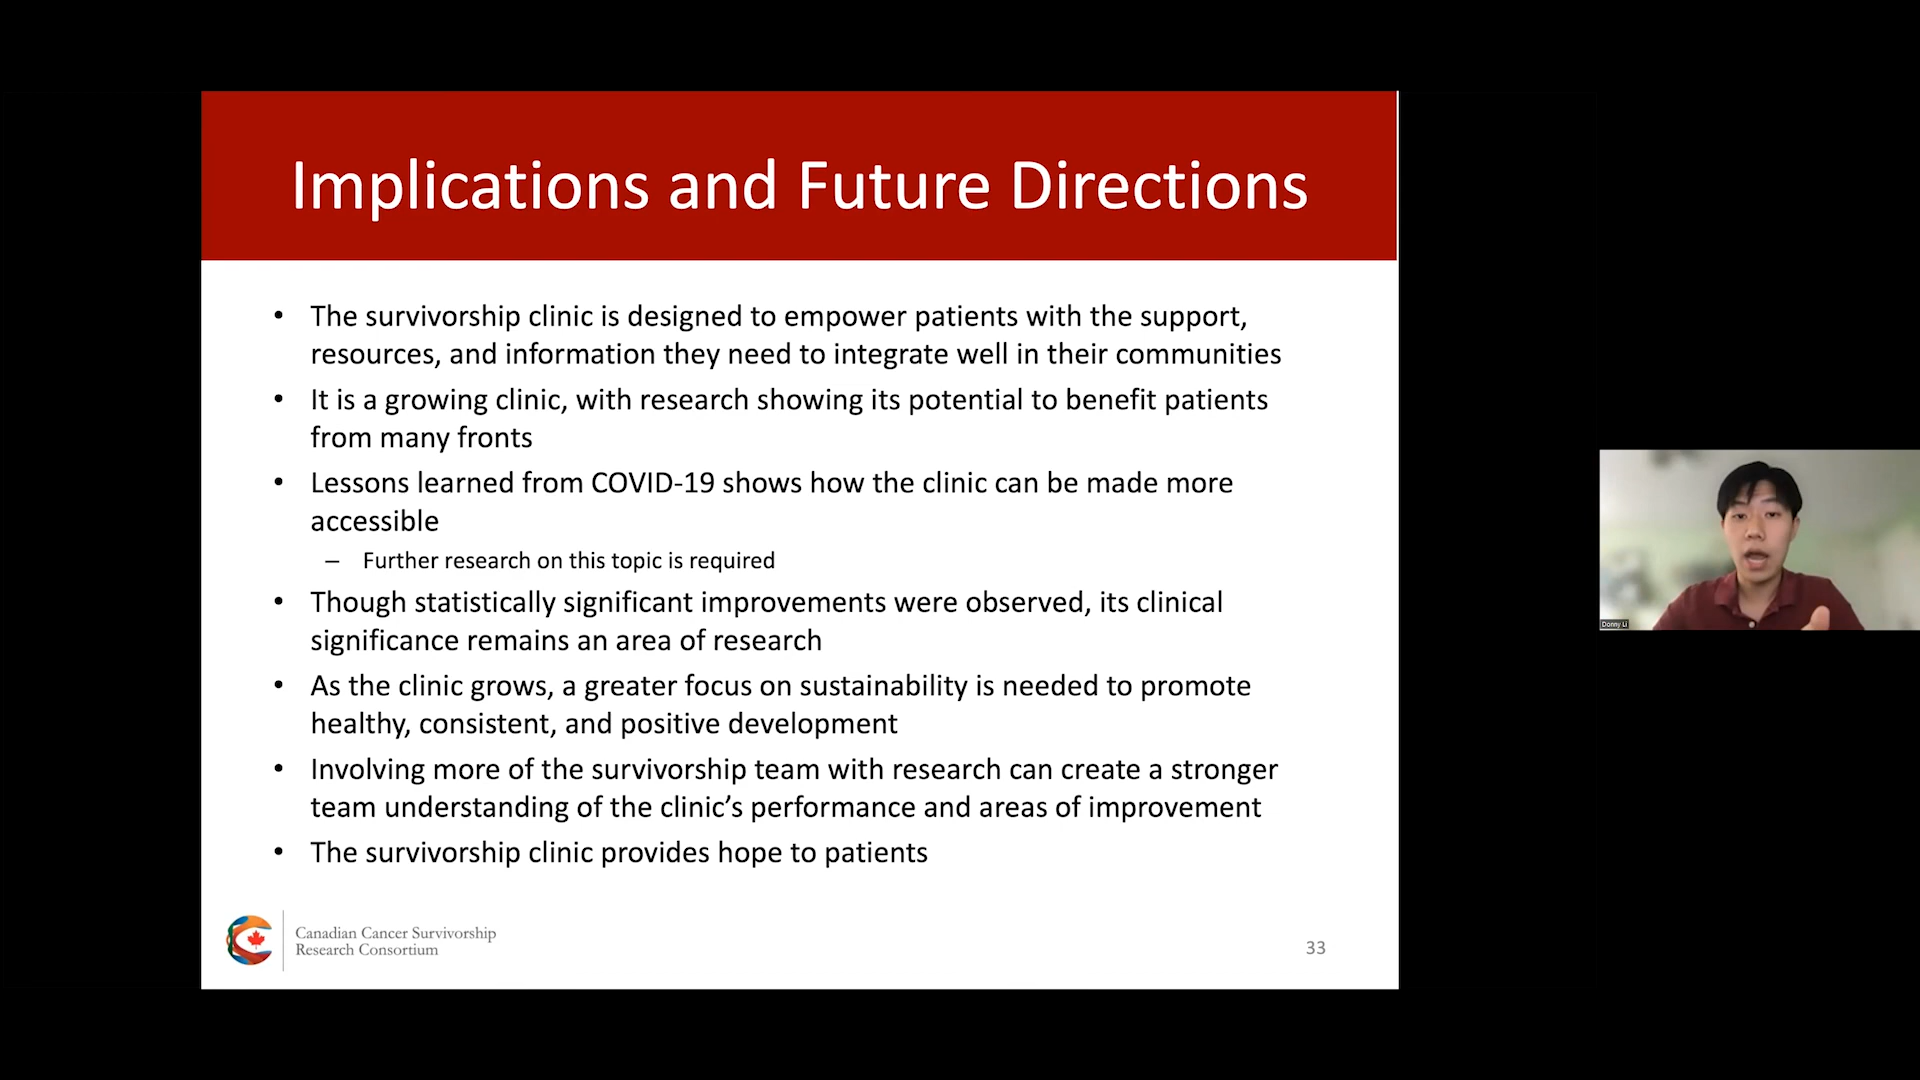 Implications and Future Directions
• The survivorship clinic is designed to empower patients with the support,
resources, and information they need to integrate well in their communities
• It is a growing clinic, with research showing its potential to benefit patients
from many fronts
• Lessons learned from COVID-19 shows how the clinic can be made more
accessible
– Further research on this topic is required
• Though statistically significant improvements were observed, its clinical
significance remains an area of research
• As the clinic grows, a greater focus on sustainability is needed to promote
healthy, consistent, and positive development
• Involving more of the survivorship team with research can create a stronger
team understanding of the clinic’s performance and areas of improvement
• The survivorship clinic provides hope to patients
Canadian Cancer Survivorship
Research Consortium
33
Donny Li